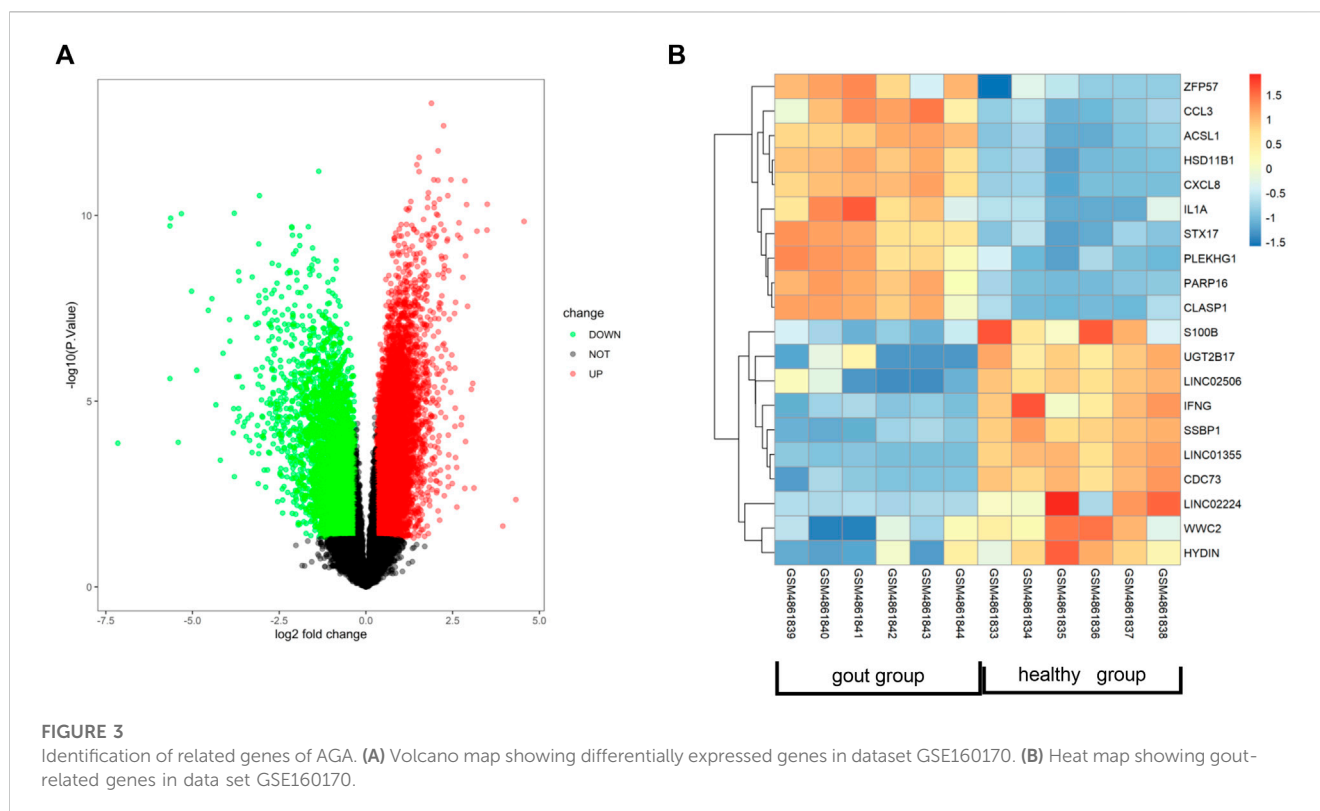 A
10
5
0
-log10(P.Value)
-7.5
-5.0
-2.5
0.0
2.5
5.0
log2 fold change
change
DOWN
NOT
UP
B
ZFP57
CCL3
ACSL1
HSD11B1
CXCL8
IL1A
STX17
PLEKHG1
PARP16
CLASP1
S100B
UGT2B17
LINC02506
IFNG
SSBP1
LINC01355
CDC73
LINC02224
WWC2
HYDIN
1.5
1
0.5
0
-0.5
-1
-1.5
GSM4861839
GSM4861840
GSM4861841
GSM4861842
GSM4861843
GSM4861844
GSM4861833
GSM4861834
GSM4861835
GSM4861836
GSM4861837
GSM4861838
gout group
healthy group
FIGURE 3
Identification of related genes of AGA. (A) Volcano map showing differentially expressed genes in dataset GSE160170. (B) Heat map showing gout-
related genes in data set GSE160170.